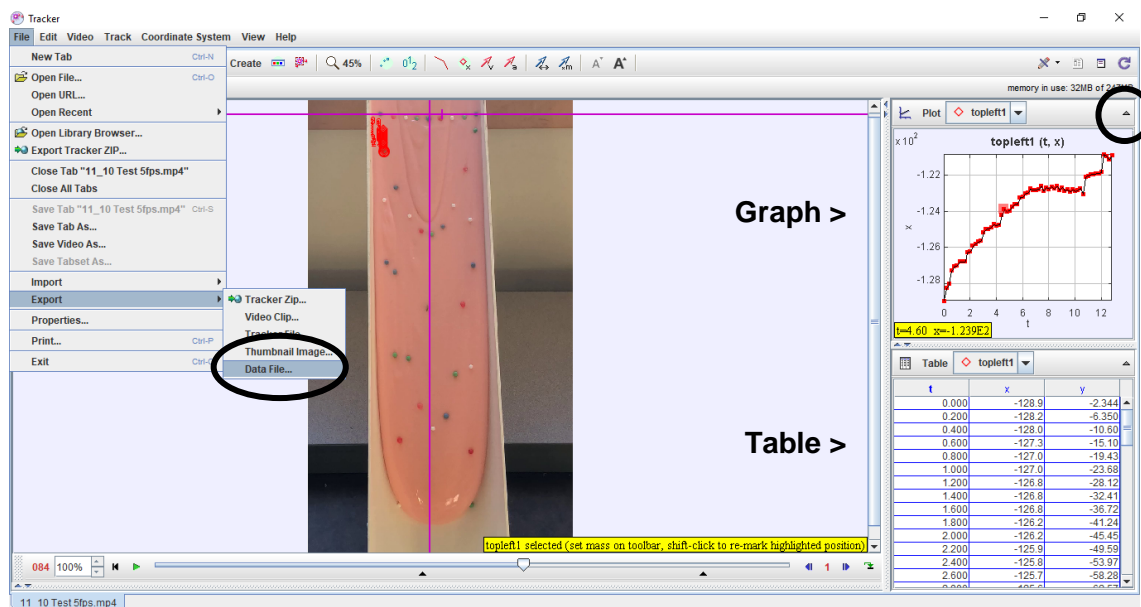 Tracker
File Edit Video Track Coordinate System View Help
New Tab Ctrl-N
Open File... Ctrl-O
Open URL...
Open Recent
Open Library Browser...
Export Tracker ZIP...
Close Tab "11_10 Test 5fps.mp4"
Close All Tabs
Save Tab "11_10 Test 5fps.mp4" Ctrl-S
Save Tab As...
Save Video As...
Save Tabset As...
Import
Export
Properties...
Print... Ctrl-P
Exit
Tracker Zip...
Video Clip...
Tracker File...
Thumbnail Image...
Data File...
Create 45%
memory in use: 32MB of 247MB
Graph >
Table >
Plot topleft1
x 10²
topleft1 (t, x)
-1.22
-1.24
-1.26
-1.28
x
0 2 4 6 8 10 12
t
t=4.60 x=-1.239E2
Table topleft1
t x y
0.000 -128.9 -2.344
0.200 -128.2 -6.350
0.400 -128.0 -10.60
0.600 -127.3 -15.10
0.800 -127.0 -19.43
1.000 -127.0 -23.68
1.200 -126.8 -28.12
1.400 -126.8 -32.41
1.600 -126.8 -36.72
1.800 -126.2 -41.24
2.000 -126.2 -45.45
2.200 -125.9 -49.59
2.400 -125.8 -53.97
2.600 -125.7 -58.28
topleft1 selected (set mass on toolbar, shift-click to re-mark highlighted position)
084 100% 1
11_10 Test 5fps.mp4